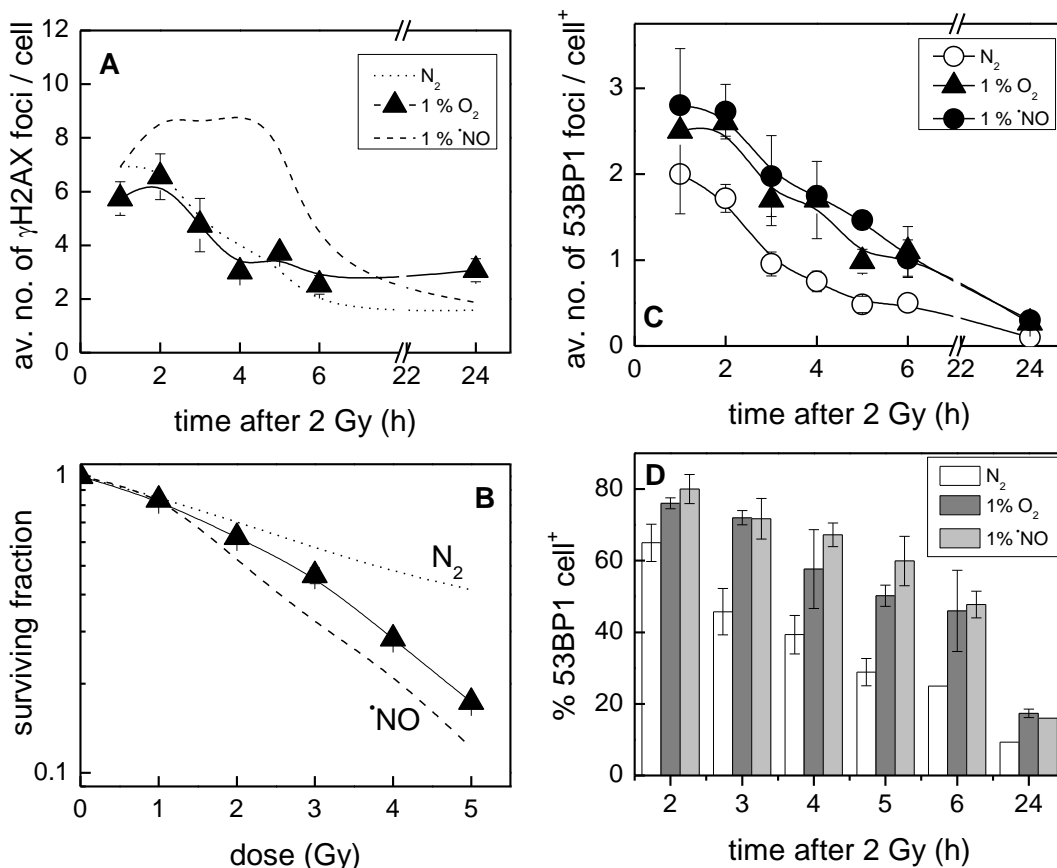 av. no. of γH2AX foci / cell
12
10
8
6
4
2
0
A
N₂
1 % O₂
1 % ˙NO
0 2 4 6 22 24
time after 2 Gy (h)
av. no. of 53BP1 foci / cell⁺
3
2
1
0
C
N₂
1 % O₂
1 % ˙NO
0 2 4 6 22 24
time after 2 Gy (h)
surviving fraction
1
0.1
B
N₂
˙NO
0 1 2 3 4 5
dose (Gy)
% 53BP1 cell⁺
80
60
40
20
0
D
N₂
1% O₂
1% ˙NO
2 3 4 5 6 24
time after 2 Gy (h)